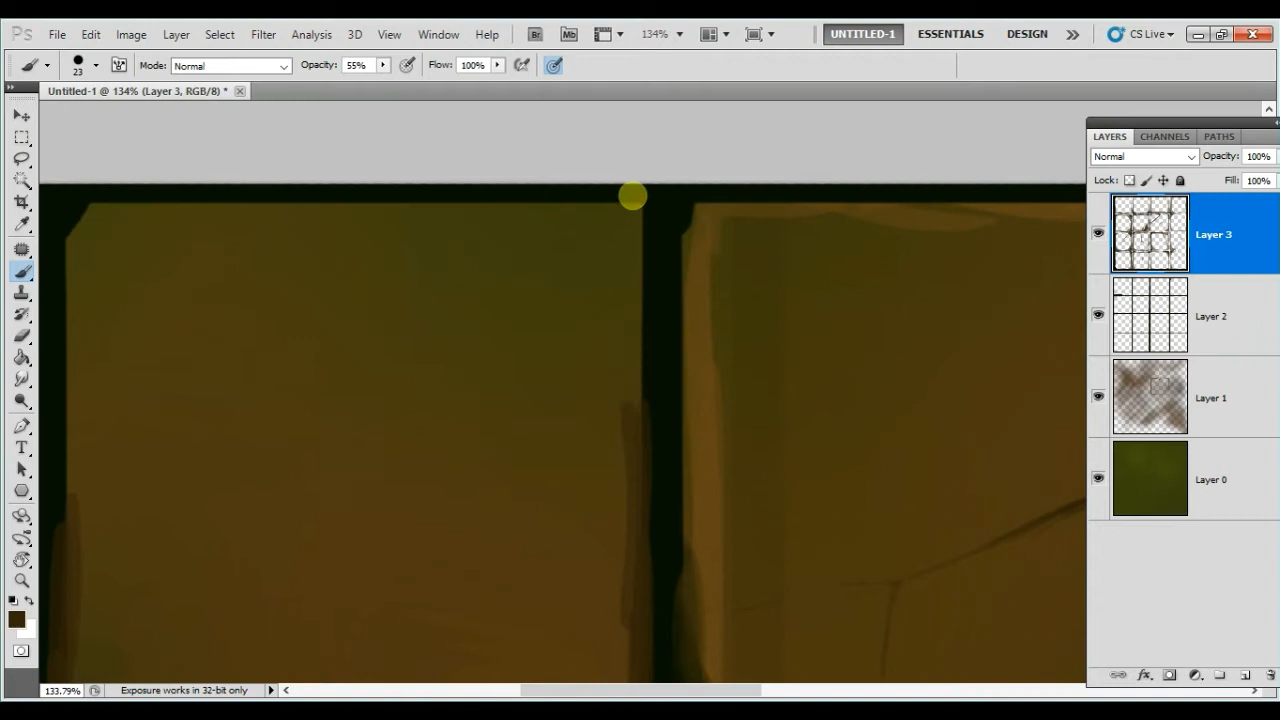 Ps File Edit Image Layer Select Filter Analysis 3D View Window Help Br Mb 134% UNTITLED-1 ESSENTIALS DESIGN CS Live
23 Mode: Normal Opacity: 55% Flow: 100%
Untitled-1 @ 134% (Layer 3, RGB/8) *
LAYERS CHANNELS PATHS
Normal Opacity: 100%
Lock: Fill: 100%
Layer 3
Layer 2
Layer 1
Layer 0
133.79% Exposure works in 32-bit only